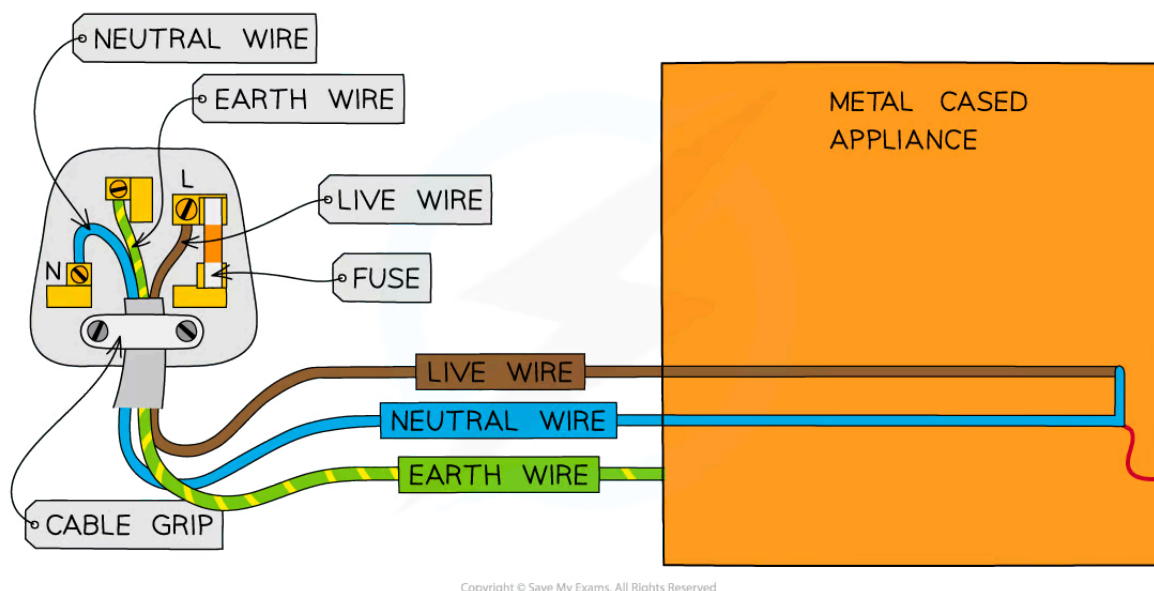 NEUTRAL WIRE
EARTH WIRE
METAL CASED
APPLIANCE
L
LIVE WIRE
N
FUSE
LIVE WIRE
NEUTRAL WIRE
EARTH WIRE
CABLE GRIP
Copyright © Save My Exams. All Rights Reserved